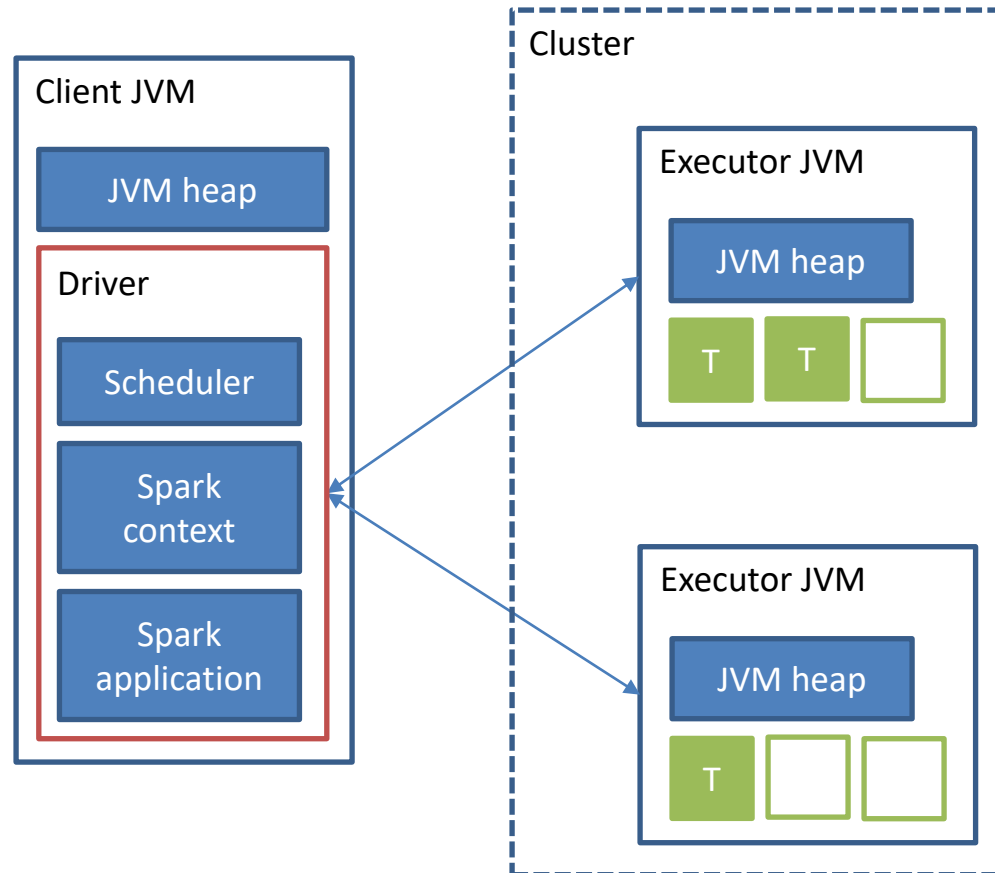 Client JVM
JVM heap
Driver
Scheduler
Spark
context
Spark
application
Cluster
Executor JVM
JVM heap
T T
Executor JVM
JVM heap
T